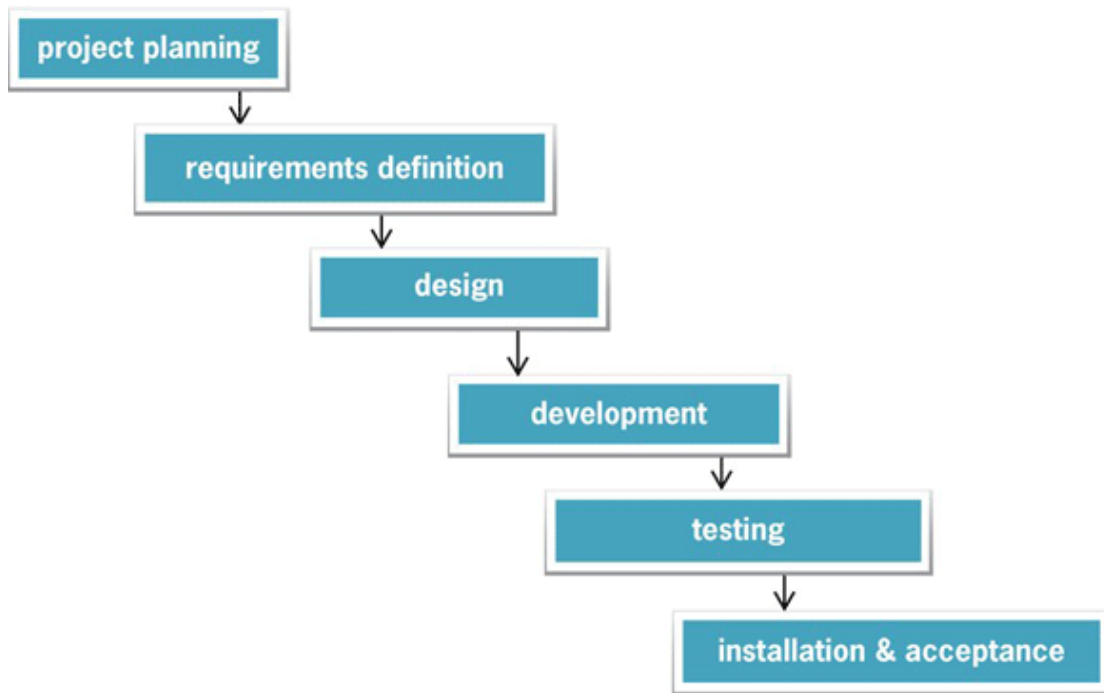 project planning
requirements definition
design
development
testing
installation & acceptance